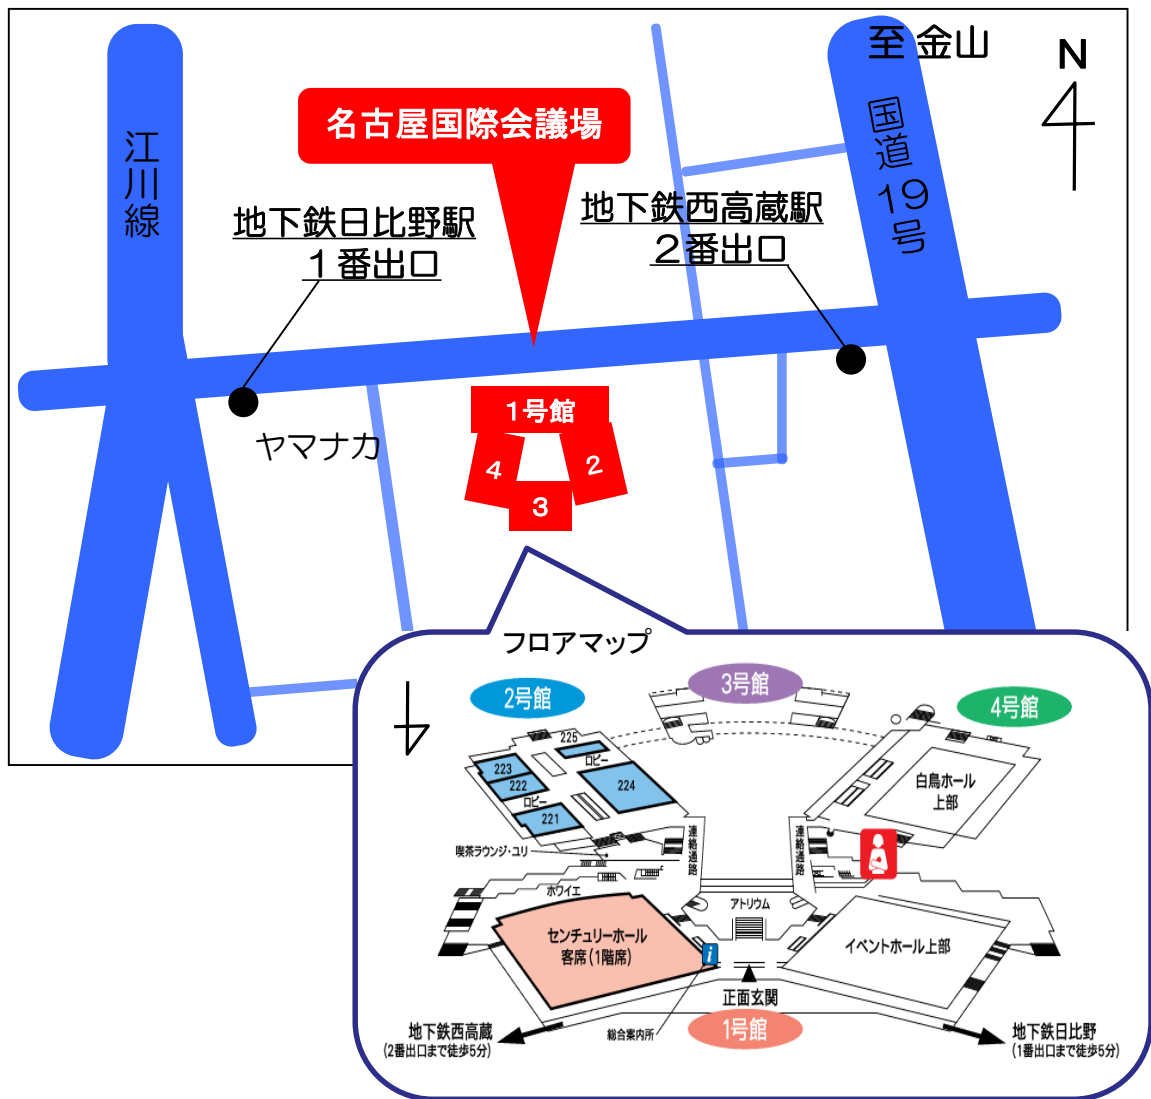 至 金山
N
名古屋国際会議場
江川線
国道19号
地下鉄日比野駅
1番出口
地下鉄西高蔵駅
2番出口
ヤマナカ
1号館
4
2
3
フロアマップ
2号館
3号館
4号館
225
ロビー
223
222
224
ロビー
221
白鳥ホール
上部
喫茶ラウンジ・ユリ
連絡通路
連絡通路
ホワイエ
アトリウム
センチュリーホール
客席(1階席)
i
イベントホール上部
正面玄関
1号館
総合案内所
地下鉄西高蔵
(2番出口まで徒歩5分)
地下鉄日比野
(1番出口まで徒歩5分)